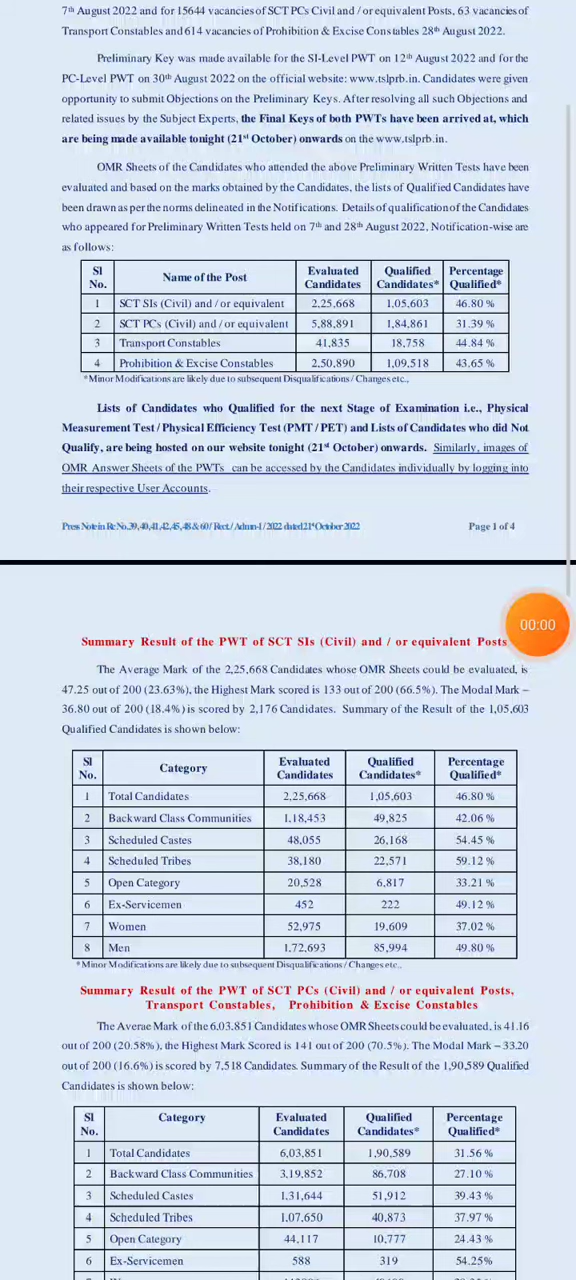 7th August 2022 and for 15644 vacancies of SCT PCs Civil and / or equivalent Posts, 63 vacancies of
Transport Constables and 614 vacancies of Prohibition & Excise Constables 28th August 2022.
Preliminary Key was made available for the SI-Level PWT on 12th August 2022 and for the
PC-Level PWT on 30th August 2022 on the official website: www.tslprb.in. Candidates were given
opportunity to submit Objections on the Preliminary Keys. After resolving all such Objections and
related issues by the Subject Experts, the Final Keys of both PWTs have been arrived at, which
are being made available tonight (21st October) onwards on the www.tslprb.in.
OMR Sheets of the Candidates who attended the above Preliminary Written Tests have been
evaluated and based on the marks obtained by the Candidates, the lists of Qualified Candidates have
been drawn as per the norms delineated in the Notifications. Details of qualification of the Candidates
who appeared for Preliminary Written Tests held on 7th and 28th August 2022, Notification-wise are
as follows:
Sl No. Name of the Post Evaluated Candidates Qualified Candidates* Percentage Qualified*
1 SCT SIs (Civil) and / or equivalent 2,25,668 1,05,603 46.80 %
2 SCT PCs (Civil) and / or equivalent 5,88,891 1,84,861 31.39 %
3 Transport Constables 41,835 18,758 44.84 %
4 Prohibition & Excise Constables 2,50,890 1,09,518 43.65 %
*Minor Modifications are likely due to subsequent Disqualifications / Changes etc.,
Lists of Candidates who Qualified for the next Stage of Examination i.e., Physical
Measurement Test / Physical Efficiency Test (PMT / PET) and Lists of Candidates who did Not
Qualify, are being hosted on our website tonight (21st October) onwards. Similarly, images of
OMR Answer Sheets of the PWTs can be accessed by the Candidates individually by logging into
their respective User Accounts.
Press Note in Rc No. 39, 40, 41, 42, 45, 48 & 60 / Rect. / Admn-1 / 2022 dated 21st October 2022 Page 1 of 4
00:00
Summary Result of the PWT of SCT SIs (Civil) and / or equivalent Posts
The Average Mark of the 2,25,668 Candidates whose OMR Sheets could be evaluated, is
47.25 out of 200 (23.63%), the Highest Mark scored is 133 out of 200 (66.5%). The Modal Mark –
36.80 out of 200 (18.4%) is scored by 2,176 Candidates. Summary of the Result of the 1,05,603
Qualified Candidates is shown below:
Sl No. Category Evaluated Candidates Qualified Candidates* Percentage Qualified*
1 Total Candidates 2,25,668 1,05,603 46.80 %
2 Backward Class Communities 1,18,453 49,825 42.06 %
3 Scheduled Castes 48,055 26,168 54.45 %
4 Scheduled Tribes 38,180 22,571 59.12 %
5 Open Category 20,528 6,817 33.21 %
6 Ex-Servicemen 452 222 49.12 %
7 Women 52,975 19,609 37.02 %
8 Men 1,72,693 85,994 49.80 %
*Minor Modifications are likely due to subsequent Disqualifications / Changes etc.,
Summary Result of the PWT of SCT PCs (Civil) and / or equivalent Posts,
Transport Constables, Prohibition & Excise Constables
The Averae Mark of the 6,03,851 Candidates whose OMR Sheets could be evaluated, is 41.16
out of 200 (20.58%), the Highest Mark Scored is 141 out of 200 (70.5%). The Modal Mark – 33.20
out of 200 (16.6%) is scored by 7,518 Candidates. Summary of the Result of the 1,90,589 Qualified
Candidates is shown below:
Sl No. Category Evaluated Candidates Qualified Candidates* Percentage Qualified*
1 Total Candidates 6,03,851 1,90,589 31.56 %
2 Backward Class Communities 3,19,852 86,708 27.10 %
3 Scheduled Castes 1,31,644 51,912 39.43 %
4 Scheduled Tribes 1,07,650 40,873 37.97 %
5 Open Category 44,117 10,777 24.43 %
6 Ex-Servicemen 588 319 54.25%